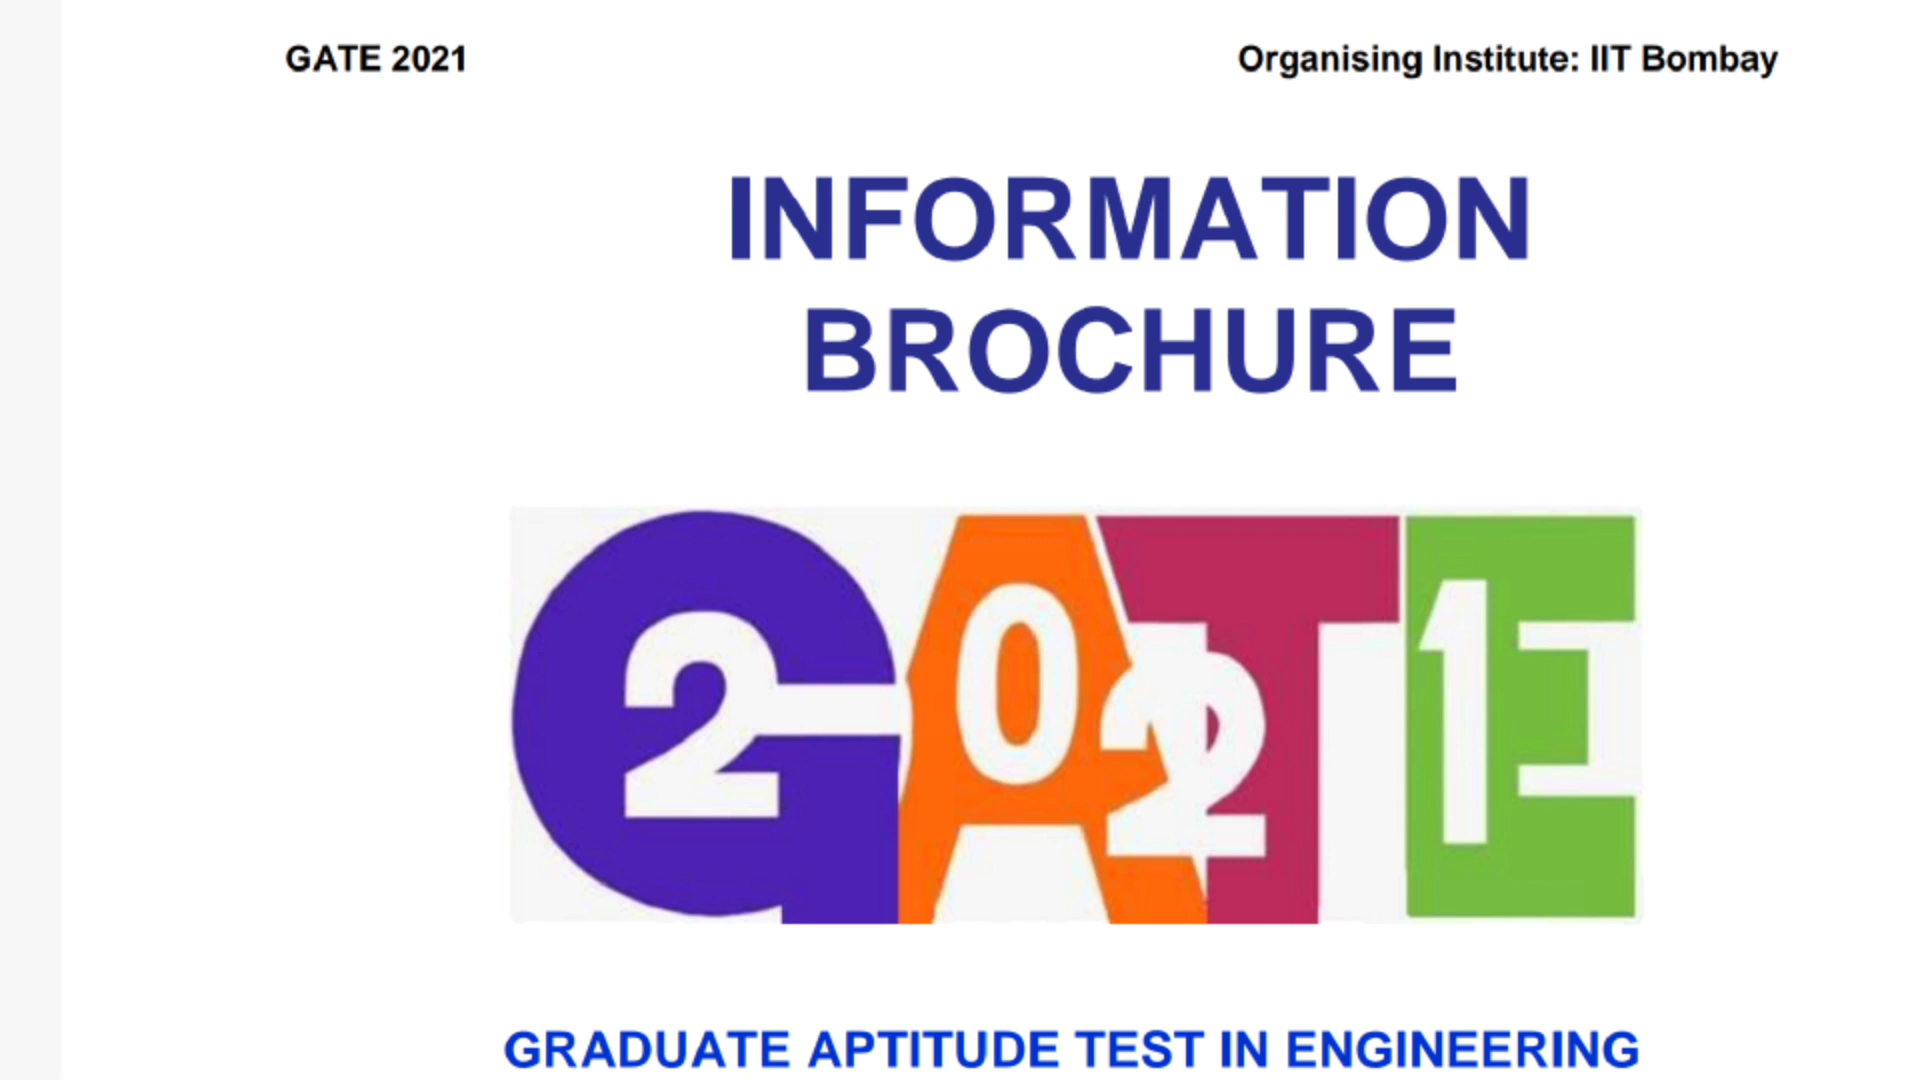 GATE 2021
Organising Institute: IIT Bombay
INFORMATION
BROCHURE
GATE
2021
GRADUATE APTITUDE TEST IN ENGINEERING